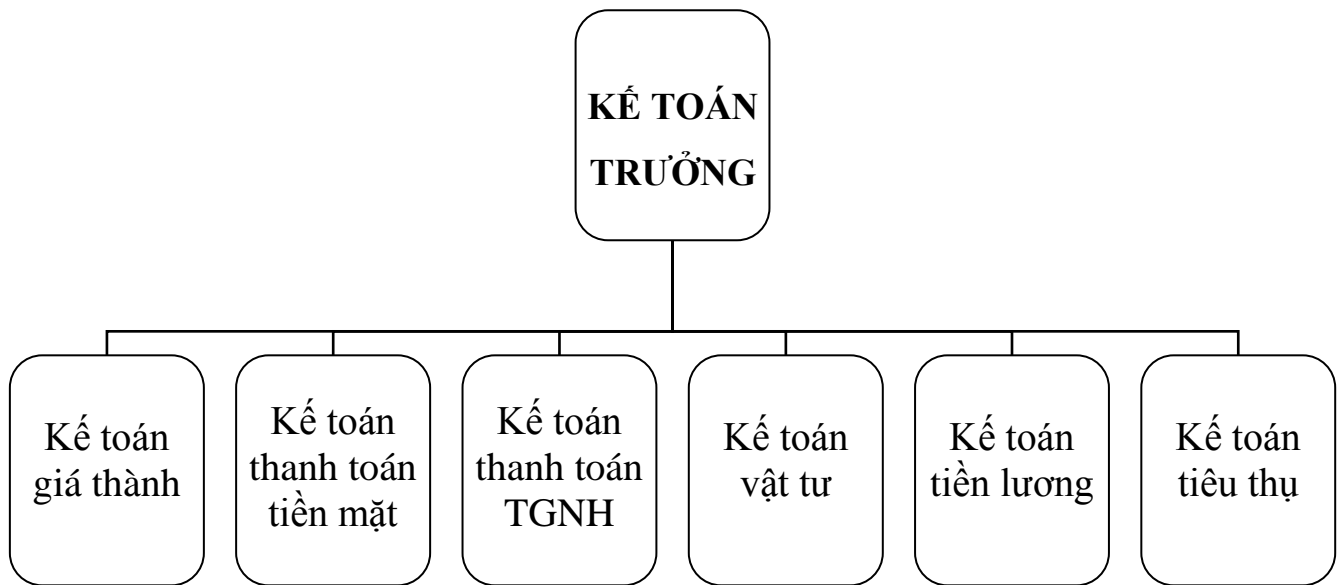 KẾ TOÁN
TRƯỞNG
Kế toán
giá thành
Kế toán
thanh toán
tiền mặt
Kế toán
thanh toán
TGNH
Kế toán
vật tư
Kế toán
tiền lương
Kế toán
tiêu thụ